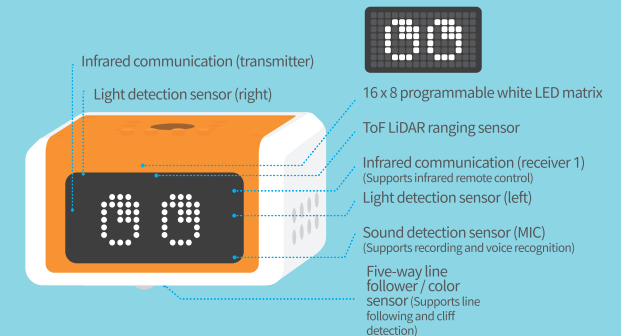 Infrared communication (transmitter)
Light detection sensor (right)
16 x 8 programmable white LED matrix
ToF LiDAR ranging sensor
Infrared communication (receiver 1)
(Supports infrared remote control)
Light detection sensor (left)
Sound detection sensor (MIC)
(Supports recording and voice recognition)
Five-way line
follower / color
sensor (Supports line
following and cliff
detection)